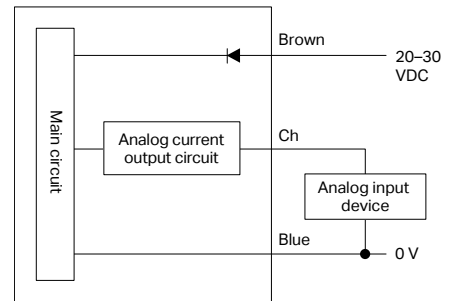 Brown
20–30
VDC
Main circuit
Analog current
output circuit
Ch
Analog input
device
Blue
0 V